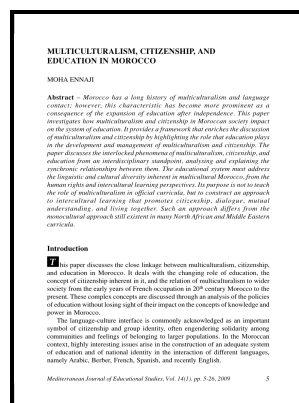 MULTICULTURALISM, CITIZENSHIP, AND
EDUCATION IN MOROCCO
MOHA ENNAJI
Abstract – Morocco has a long history of multiculturalism and language
contact; however, this characteristic has become more prominent as a
consequence of the expansion of education after independence. This paper
investigates how multiculturalism and citizenship in Moroccan society impact
on the system of education. It provides a framework that enriches the discussion
of multiculturalism and citizenship by highlighting the role that education plays
in the development and management of multiculturalism and citizenship. The
paper discusses the interlocked phenomena of multiculturalism, citizenship, and
education from an interdisciplinary standpoint, analysing and explaining the
synchronic relationships between them. The educational system must address
the linguistic and cultural diversity inherent in multicultural Morocco, from the
human rights and intercultural learning perspectives. Its purpose is not to teach
the role of multiculturalism in official curricula, but to construct an approach
to intercultural learning that promotes citizenship, dialogue, mutual
understanding, and living together. Such an approach differs from the
monocultural approach still existent in many North African and Middle Eastern
curricula.
Introduction
This paper discusses the close linkage between multiculturalism, citizenship,
and education in Morocco. It deals with the changing role of education, the
concept of citizenship inherent in it, and the relation of multiculturalism to wider
society from the early years of French occupation in 20th century Morocco to the
present. These complex concepts are discussed through an analysis of the policies
of education without losing sight of their impact on the concepts of knowledge and
power in Morocco.
The language-culture interface is commonly acknowledged as an important
symbol of citizenship and group identity, often engendering solidarity among
communities and feelings of belonging to larger populations. In the Moroccan
context, highly interesting issues arise in the construction of an adequate system
of education and of national identity in the interaction of different languages,
namely Arabic, Berber, French, Spanish, and recently English.
Mediterranean Journal of Educational Studies, Vol. 14(1), pp. 5-26, 2009 5